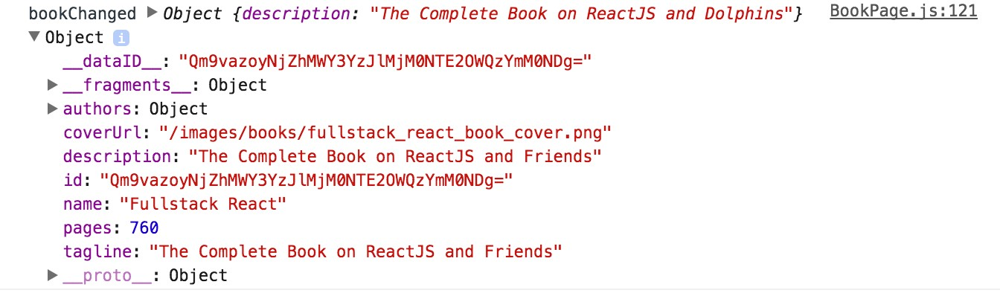 bookChanged ▶ Object {description: "The Complete Book on ReactJS and Dolphins"} BookPage.js:121
▼ Object i
__dataID__: "Qm9vazoyNjZhMWY3YzJlMjM0NTE2OWQzYmM0NDg="
▶ __fragments__: Object
▶ authors: Object
coverUrl: "/images/books/fullstack_react_book_cover.png"
description: "The Complete Book on ReactJS and Friends"
id: "Qm9vazoyNjZhMWY3YzJlMjM0NTE2OWQzYmM0NDg="
name: "Fullstack React"
pages: 760
tagline: "The Complete Book on ReactJS and Friends"
▶ __proto__: Object